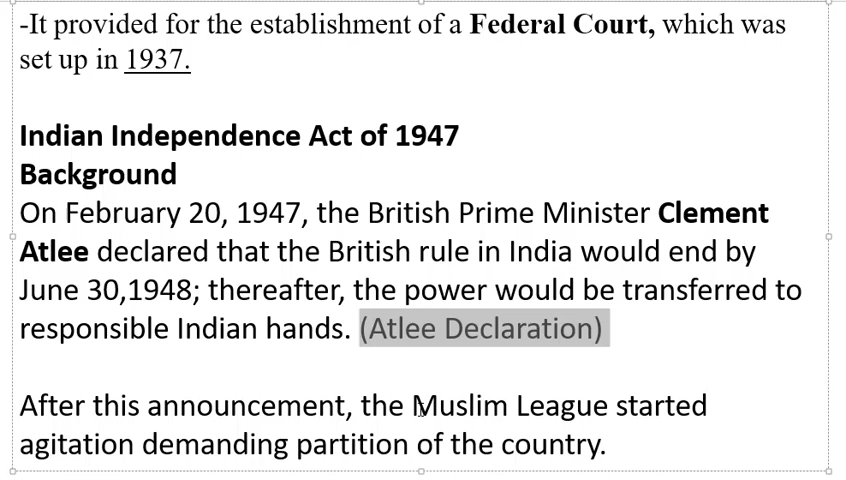 -It provided for the establishment of a Federal Court, which was
set up in 1937.
Indian Independence Act of 1947
Background
On February 20, 1947, the British Prime Minister Clement
Atlee declared that the British rule in India would end by
June 30,1948; thereafter, the power would be transferred to
responsible Indian hands. (Atlee Declaration)
After this announcement, the Muslim League started
agitation demanding partition of the country.